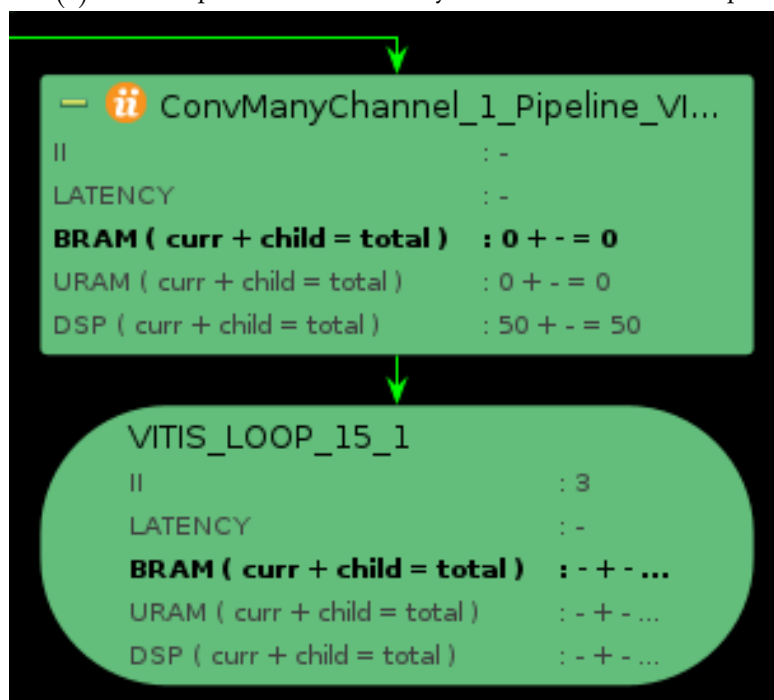 ConvManyChannel_1_Pipeline_VI...
II : -
LATENCY : -
BRAM ( curr + child = total ) : 0 + - = 0
URAM ( curr + child = total ) : 0 + - = 0
DSP ( curr + child = total ) : 50 + - = 50
VITIS_LOOP_15_1
II : 3
LATENCY : -
BRAM ( curr + child = total ) : - + - ...
URAM ( curr + child = total ) : - + - ...
DSP ( curr + child = total ) : - + - ...